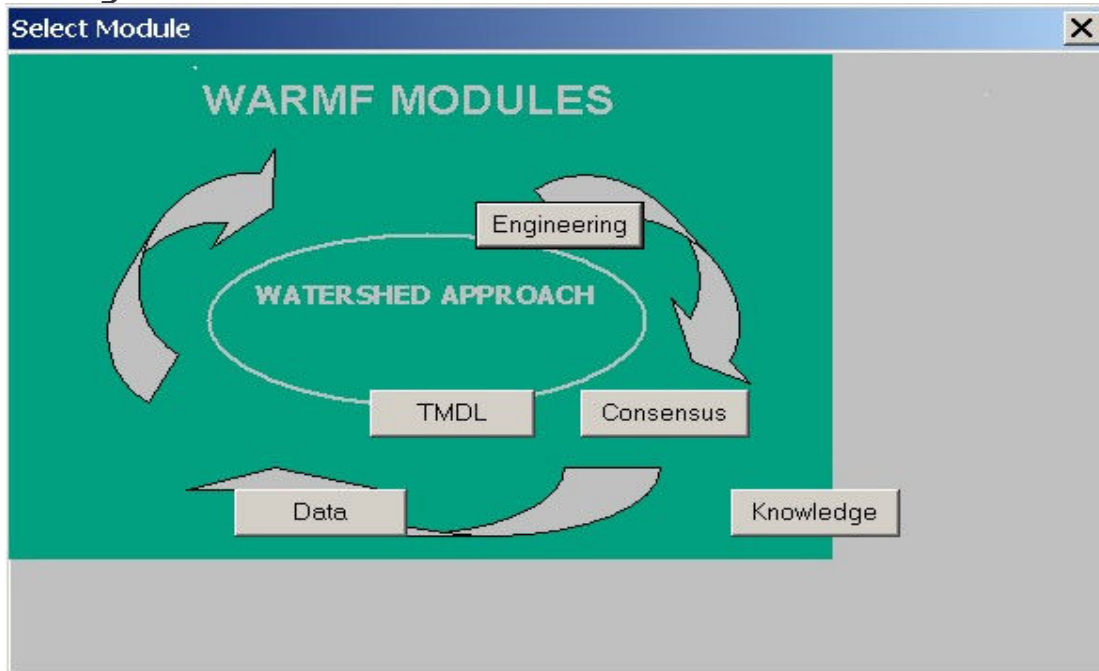 Select Module
WARMF MODULES
Engineering
WATERSHED APPROACH
TMDL
Consensus
Data
Knowledge